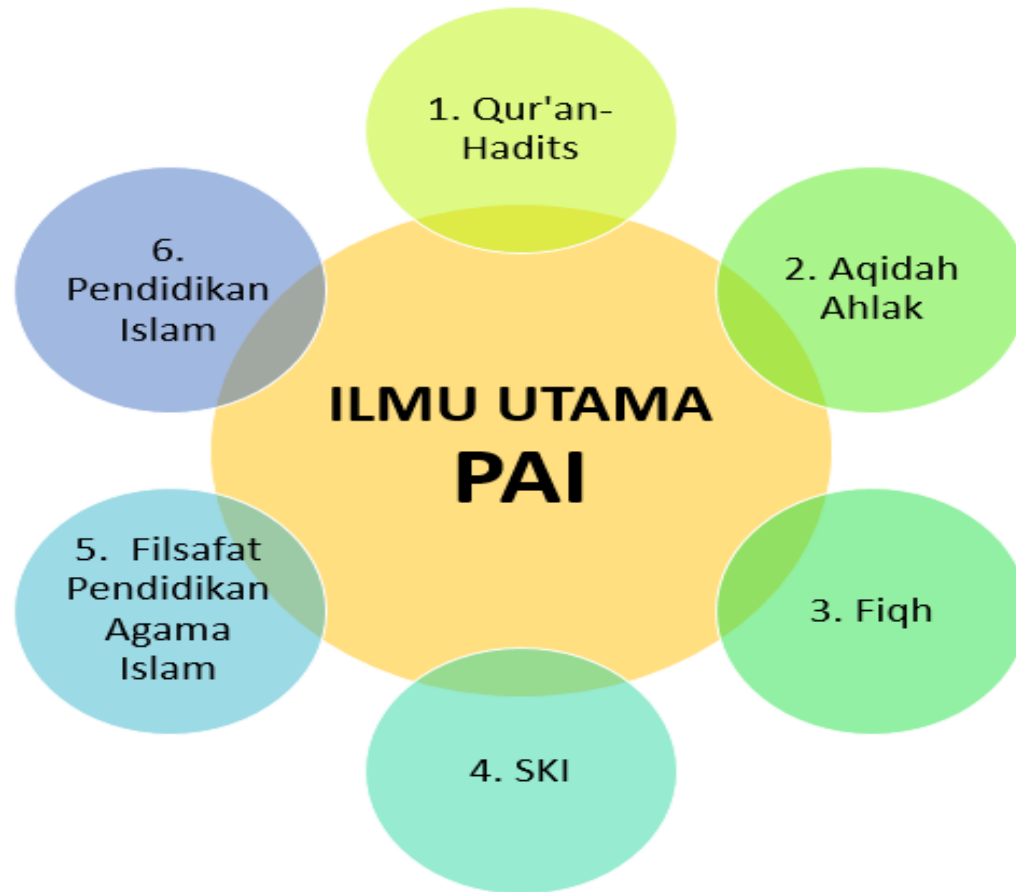 1. Qur'an-
Hadits
2. Aqidah
Ahlak
3. Fiqh
4. SKI
5. Filsafat
Pendidikan
Agama
Islam
6.
Pendidikan
Islam
ILMU UTAMA
PAI